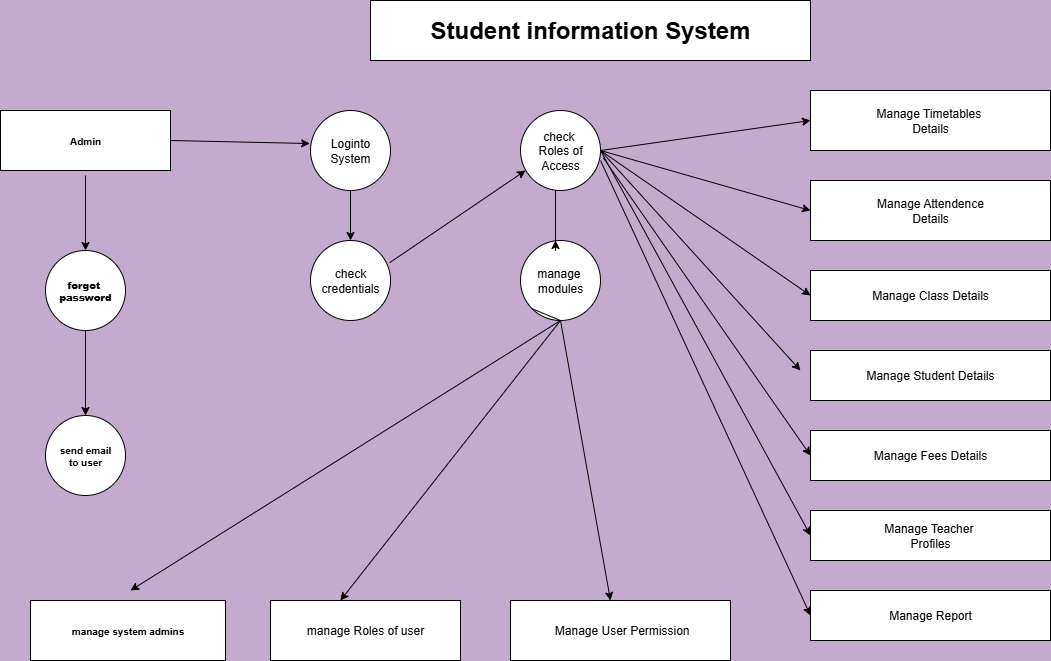 Student information System
Admin
Loginto
System
check
Roles of
Access
Manage Timetables
Details
Manage Attendence
Details
forgot
password
check
credentials
manage
modules
Manage Class Details
Manage Student Details
send email
to user
Manage Fees Details
Manage Teacher
Profiles
manage system admins
manage Roles of user
Manage User Permission
Manage Report